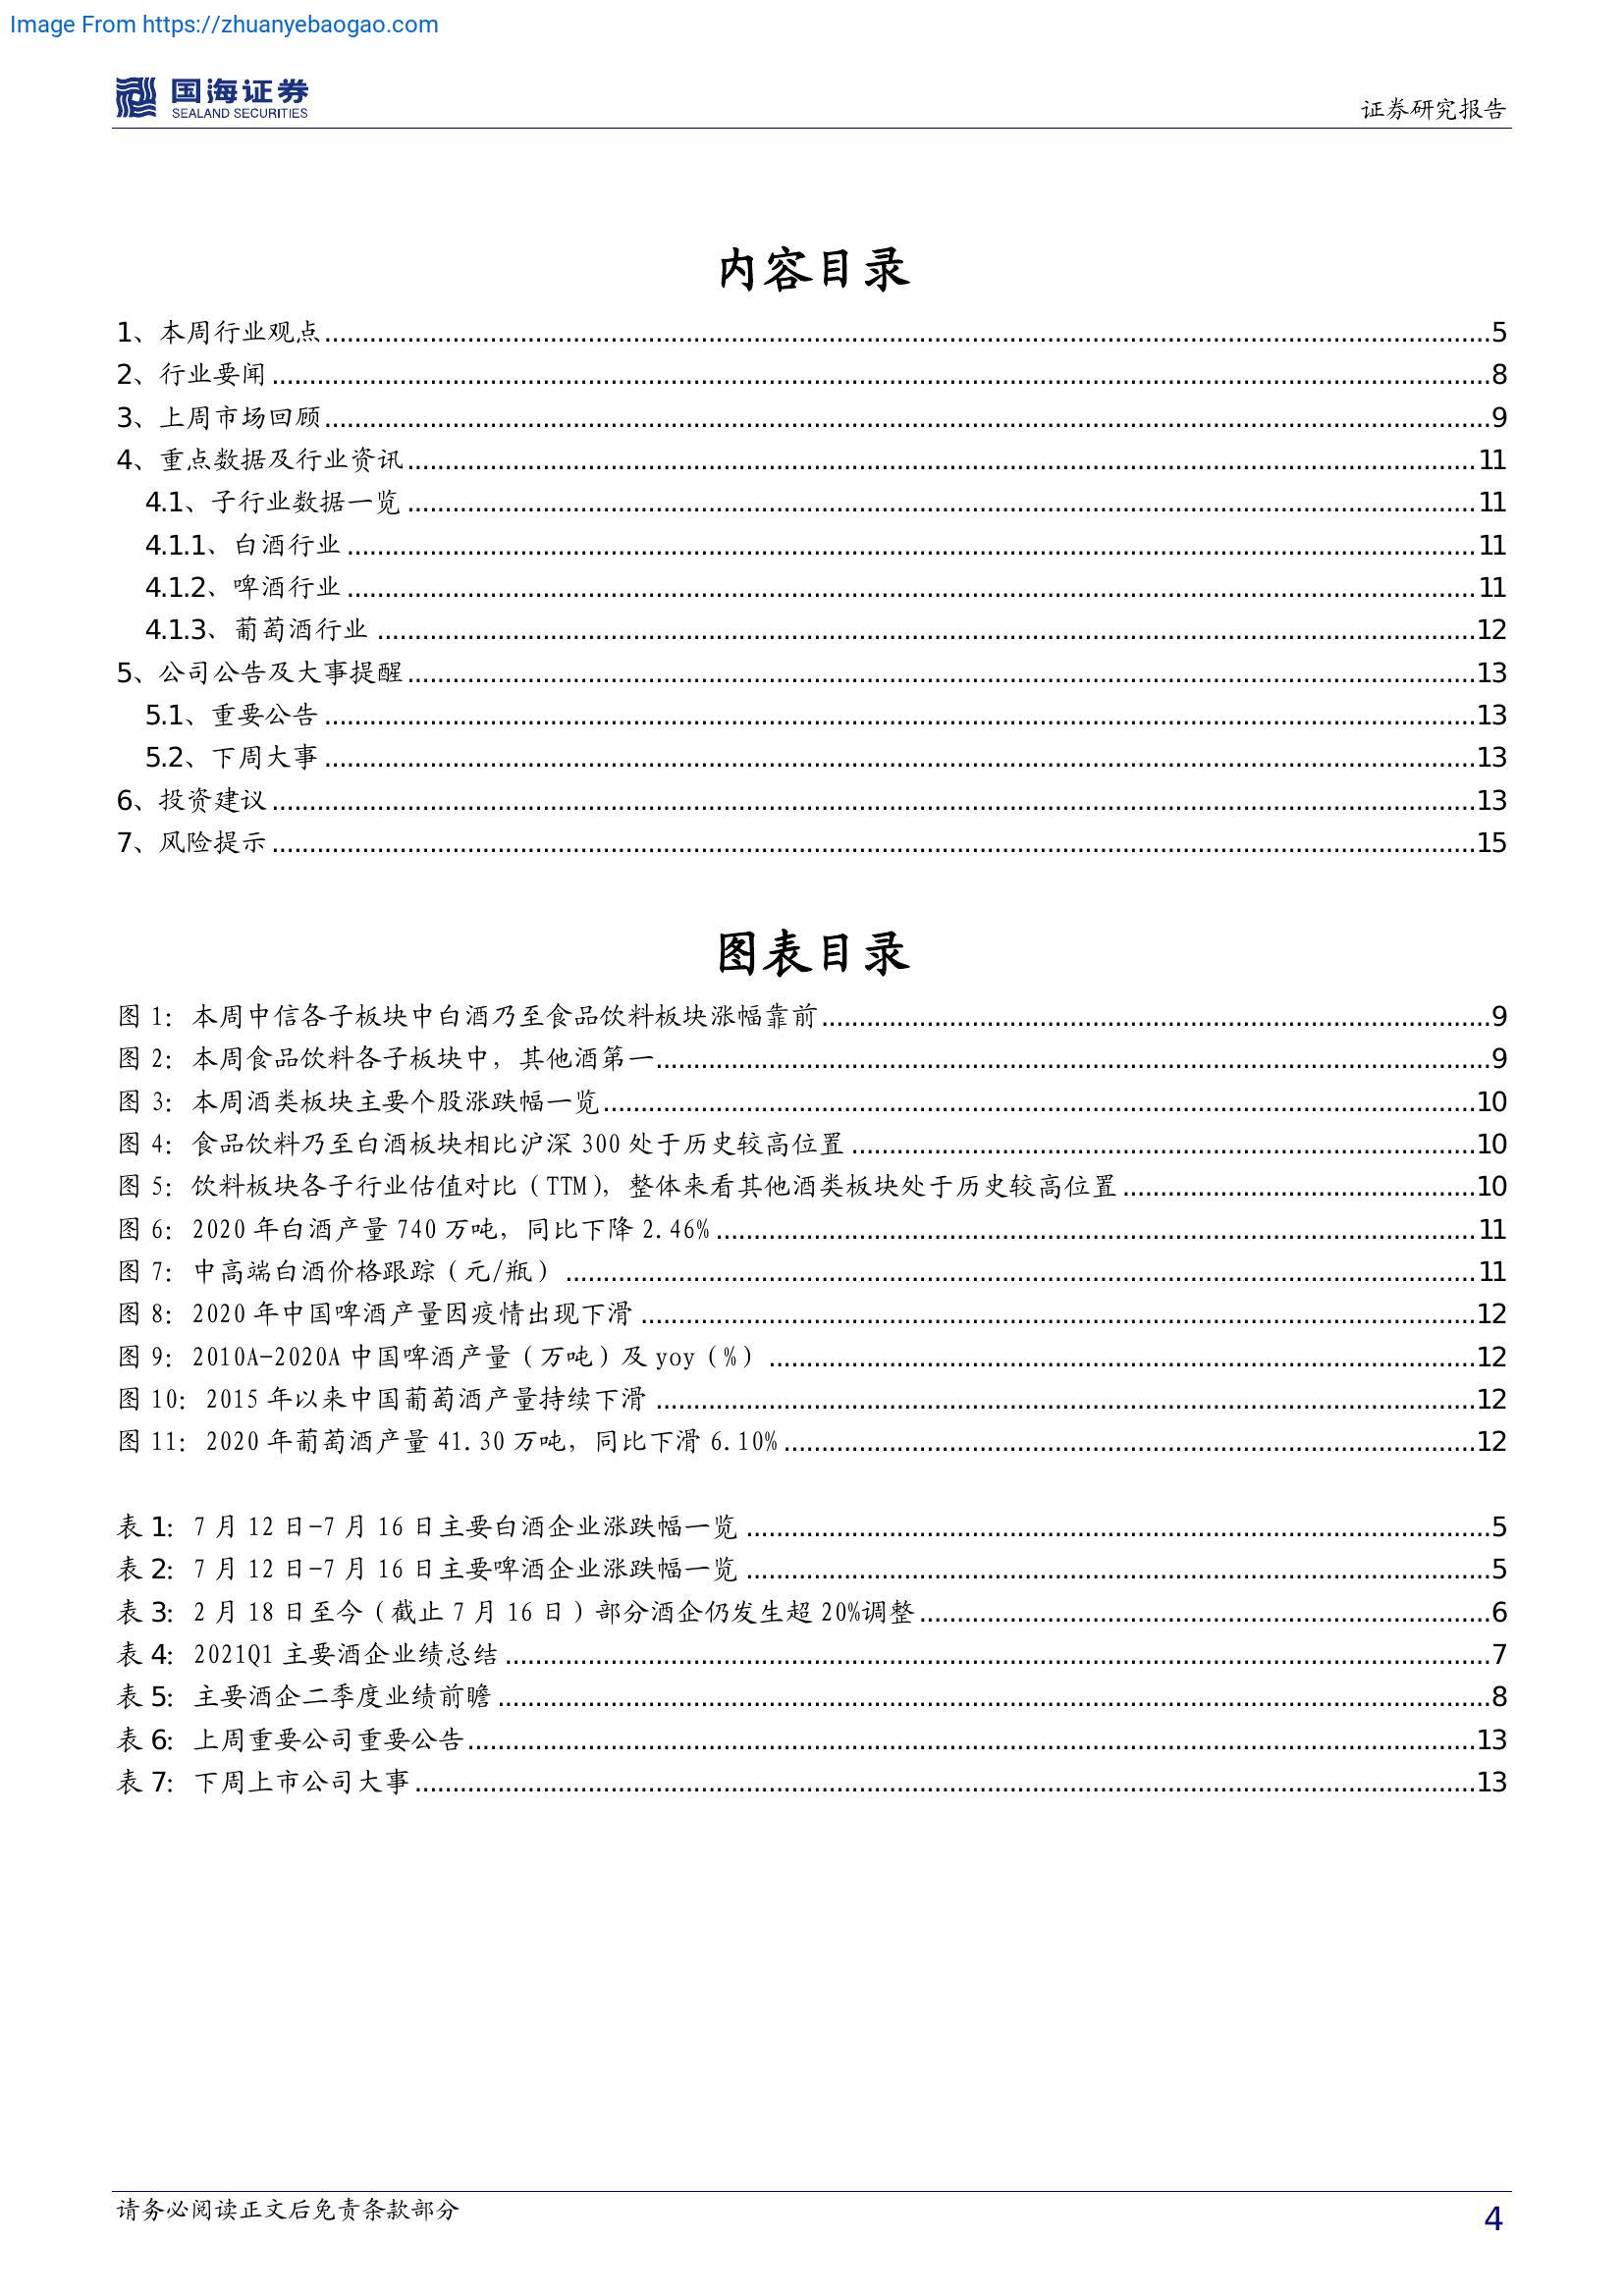 Image From https://zhuanyebaogao.com
国海证券
SEALAND SECURITIES
证券研究报告
内容目录
1、本周行业观点........................................5
2、行业要闻........................................8
3、上周市场回顾........................................9
4、重点数据及行业资讯........................................11
4.1、子行业数据一览........................................11
4.1.1、白酒行业........................................11
4.1.2、啤酒行业........................................11
4.1.3、葡萄酒行业........................................12
5、公司公告及大事提醒........................................13
5.1、重要公告........................................13
5.2、下周大事........................................13
6、投资建议........................................13
7、风险提示........................................15
图表目录
图 1：本周中信各子板块中白酒乃至食品饮料板块涨幅靠前........................................9
图 2：本周食品饮料各子板块中，其他酒第一........................................9
图 3：本周酒类板块主要个股涨跌幅一览........................................10
图 4：食品饮料乃至白酒板块相比沪深 300 处于历史较高位置........................................10
图 5：饮料板块各子行业估值对比（TTM），整体来看其他酒类板块处于历史较高位置........................................10
图 6：2020 年白酒产量 740 万吨，同比下降 2.46%........................................11
图 7：中高端白酒价格跟踪（元/瓶）........................................11
图 8：2020 年中国啤酒产量因疫情出现下滑........................................12
图 9：2010A-2020A 中国啤酒产量（万吨）及 yoy（%）........................................12
图 10：2015 年以来中国葡萄酒产量持续下滑........................................12
图 11：2020 年葡萄酒产量 41.30 万吨，同比下滑 6.10%........................................12
表 1：7 月 12 日-7 月 16 日主要白酒企业涨跌幅一览........................................5
表 2：7 月 12 日-7 月 16 日主要啤酒企业涨跌幅一览........................................5
表 3：2 月 18 日至今（截止 7 月 16 日）部分酒企仍发生超 20%调整........................................6
表 4：2021Q1 主要酒企业绩总结........................................7
表 5：主要酒企二季度业绩前瞻........................................8
表 6：上周重要公司重要公告........................................13
表 7：下周上市公司大事........................................13
请务必阅读正文后免责条款部分
4